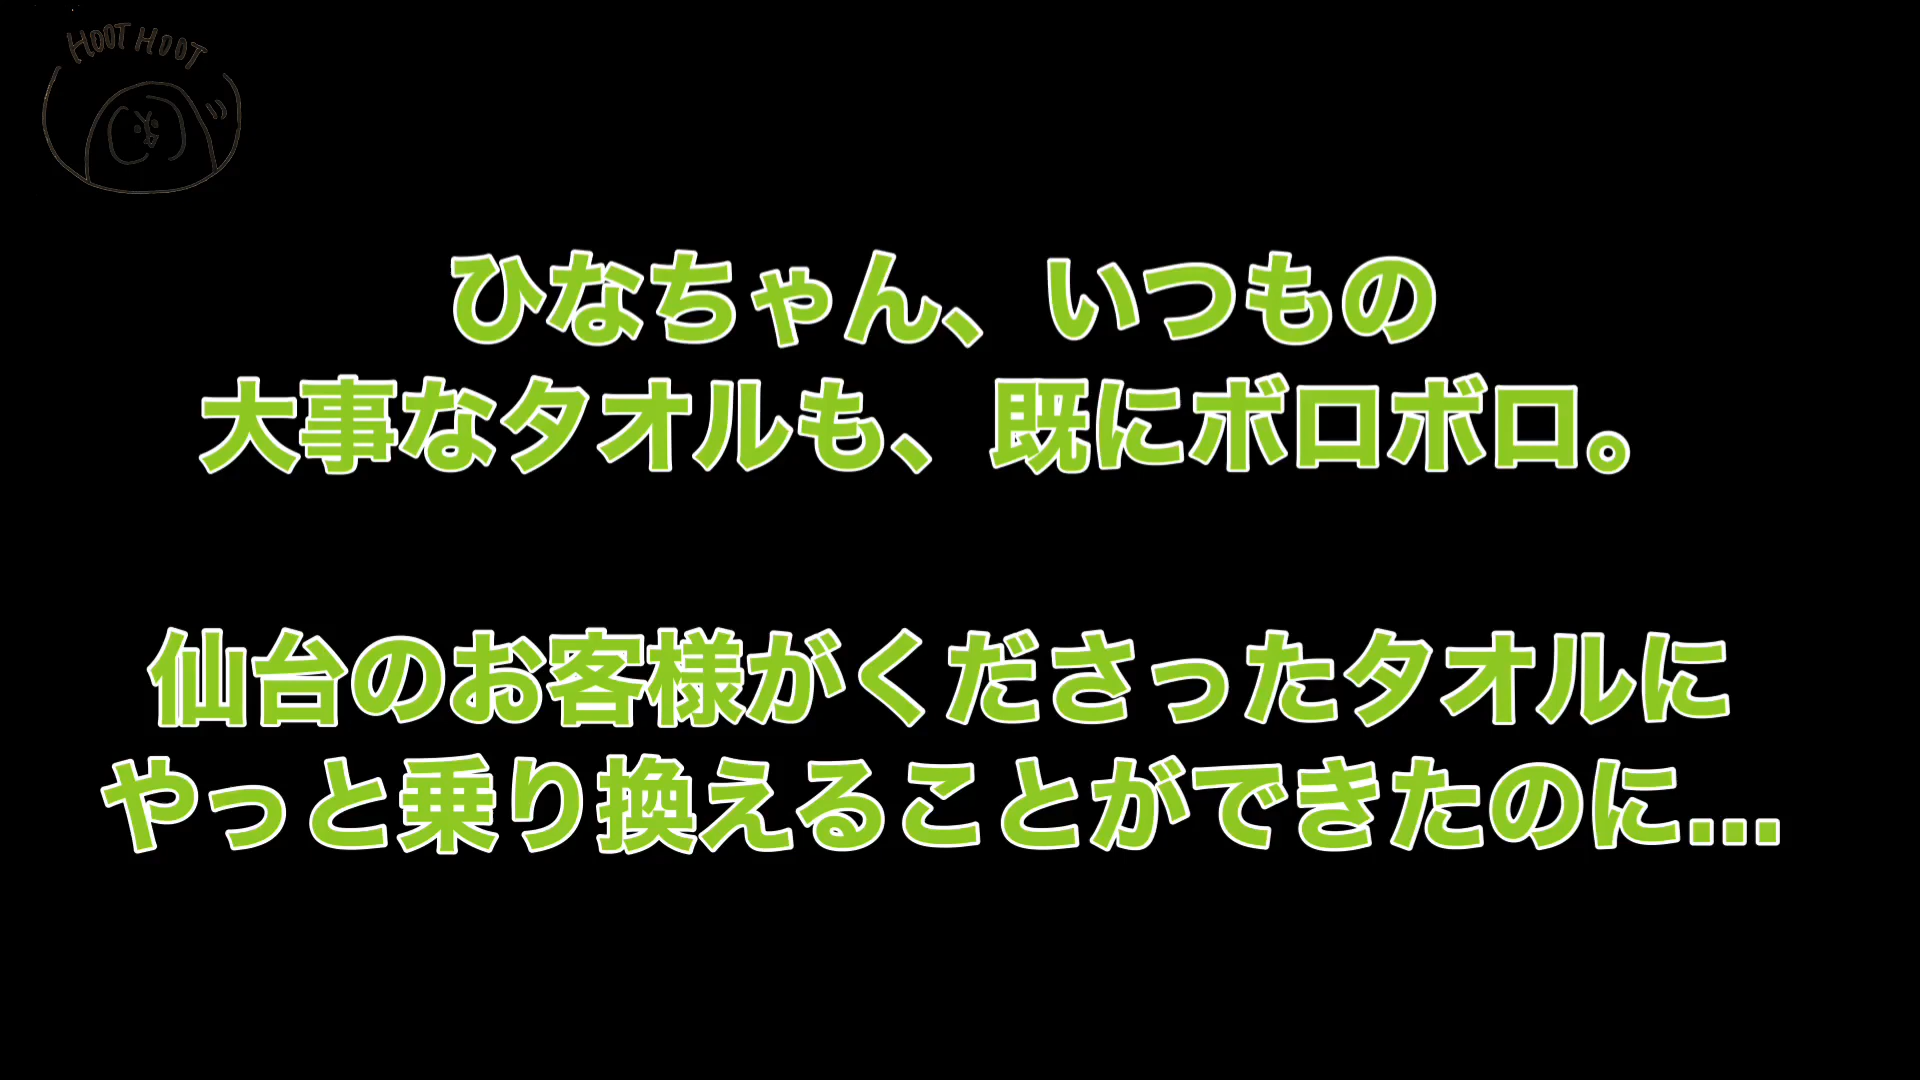 HOOT HOOT
ひなちゃん、いつもの
大事なタオルも、既にボロボロ。
仙台のお客様がくださったタオルに
やっと乗り換えることができたのに...